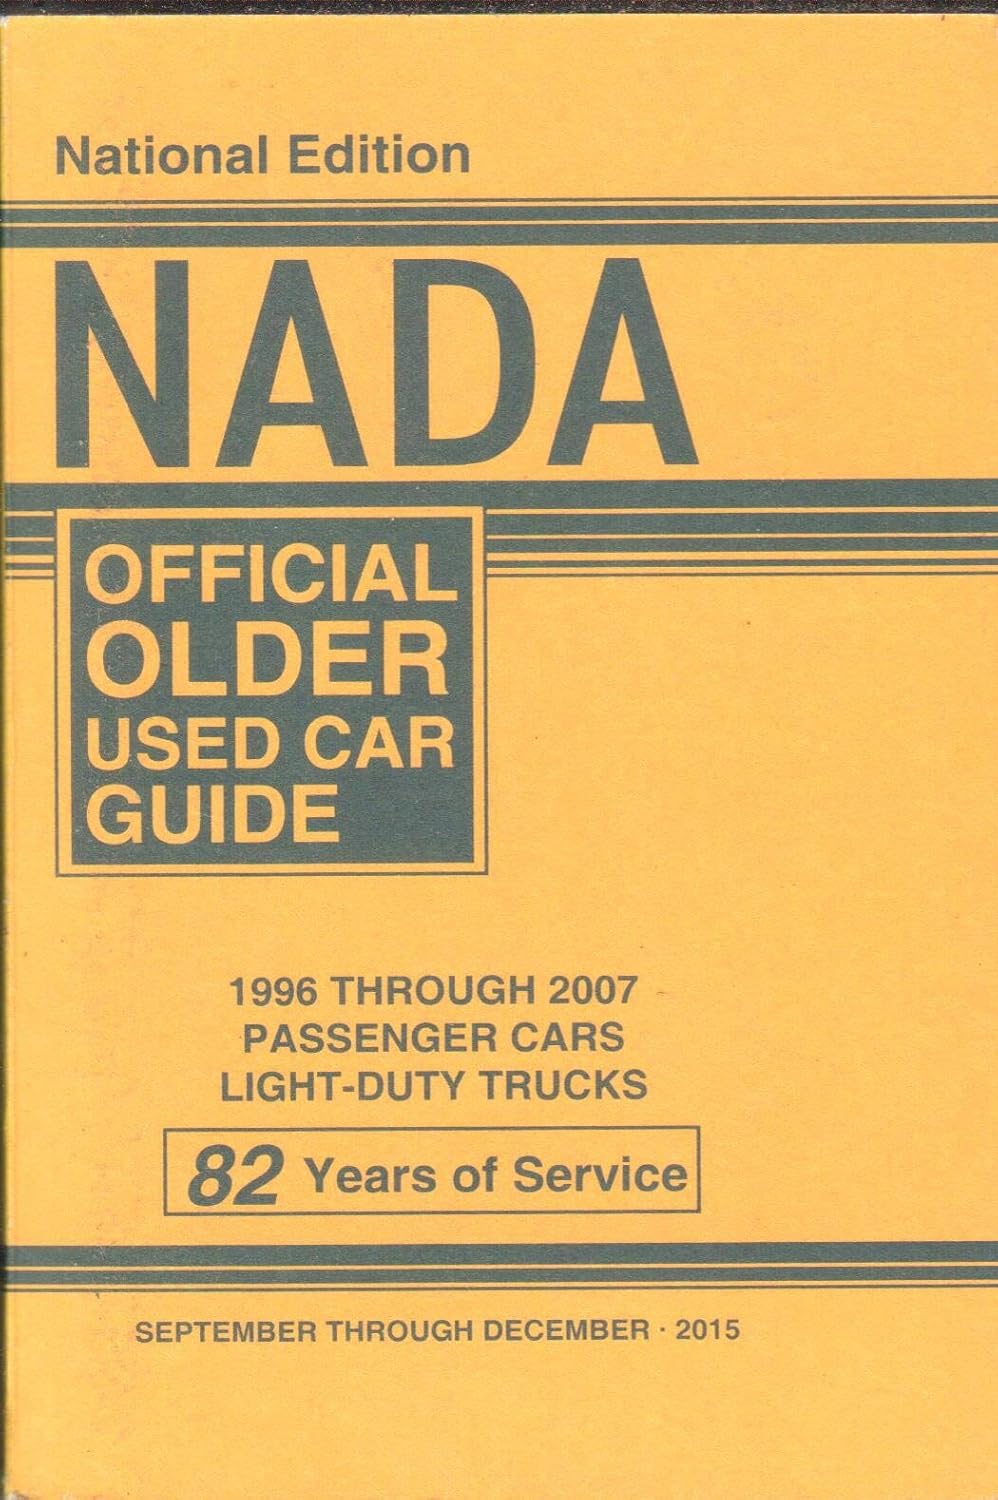 National Edition
NADA
OFFICIAL
OLDER
USED CAR
GUIDE
1996 THROUGH 2007
PASSENGER CARS
LIGHT-DUTY TRUCKS
82 Years of Service
SEPTEMBER THROUGH DECEMBER · 2015